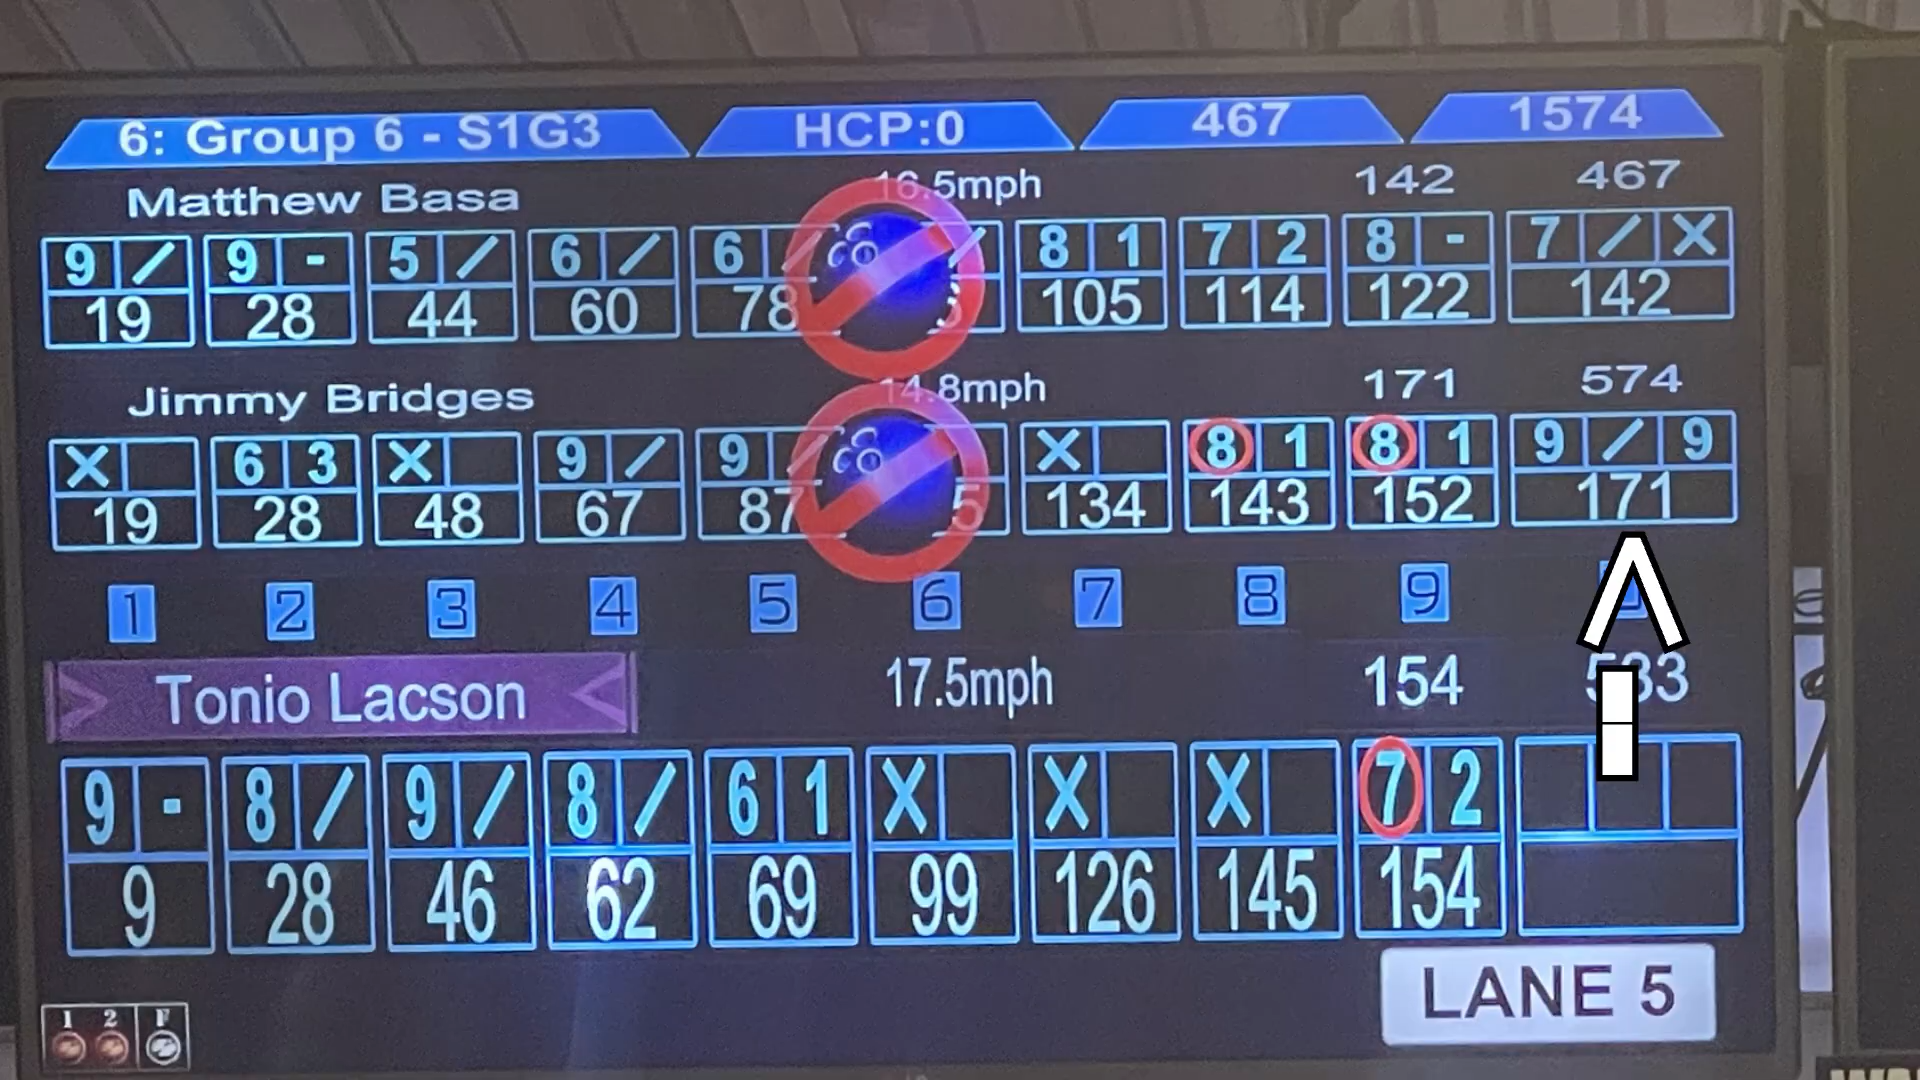 6: Group 6 - S1G3 HCP:0 467 1574
Matthew Basa 16.5mph 142 467
9 / 9 - 5 / 6 / 6 / / 8 1 7 2 8 - 7 / X
19 28 44 60 78 105 114 122 142
Jimmy Bridges 14.8mph 171 574
X 6 3 X 9 / 9 / X 8 1 8 1 9 / 9
19 28 48 67 87 134 143 152 171
1 2 3 4 5 6 7 8 9
Tonio Lacson 17.5mph 154 533
9 - 8 / 9 / 8 / 6 1 X X X 7 2
9 28 46 62 69 99 126 145 154
LANE 5
1 2 F